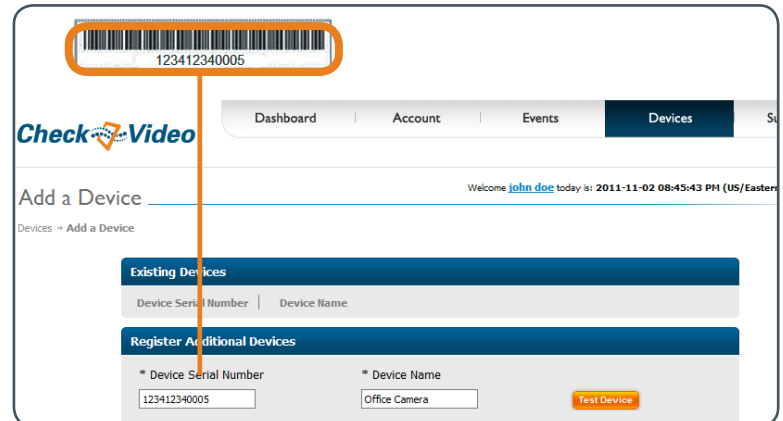 123412340005
Check Video
Dashboard | Account | Events Devices
Add a Device
Welcome john doe today is: 2011-11-02 08:45:43 PM (US/Eastern
Devices → Add a Device
Existing Devices
Device Serial Number | Device Name
Register Additional Devices
* Device Serial Number * Device Name
123412340005 Office Camera Test Device